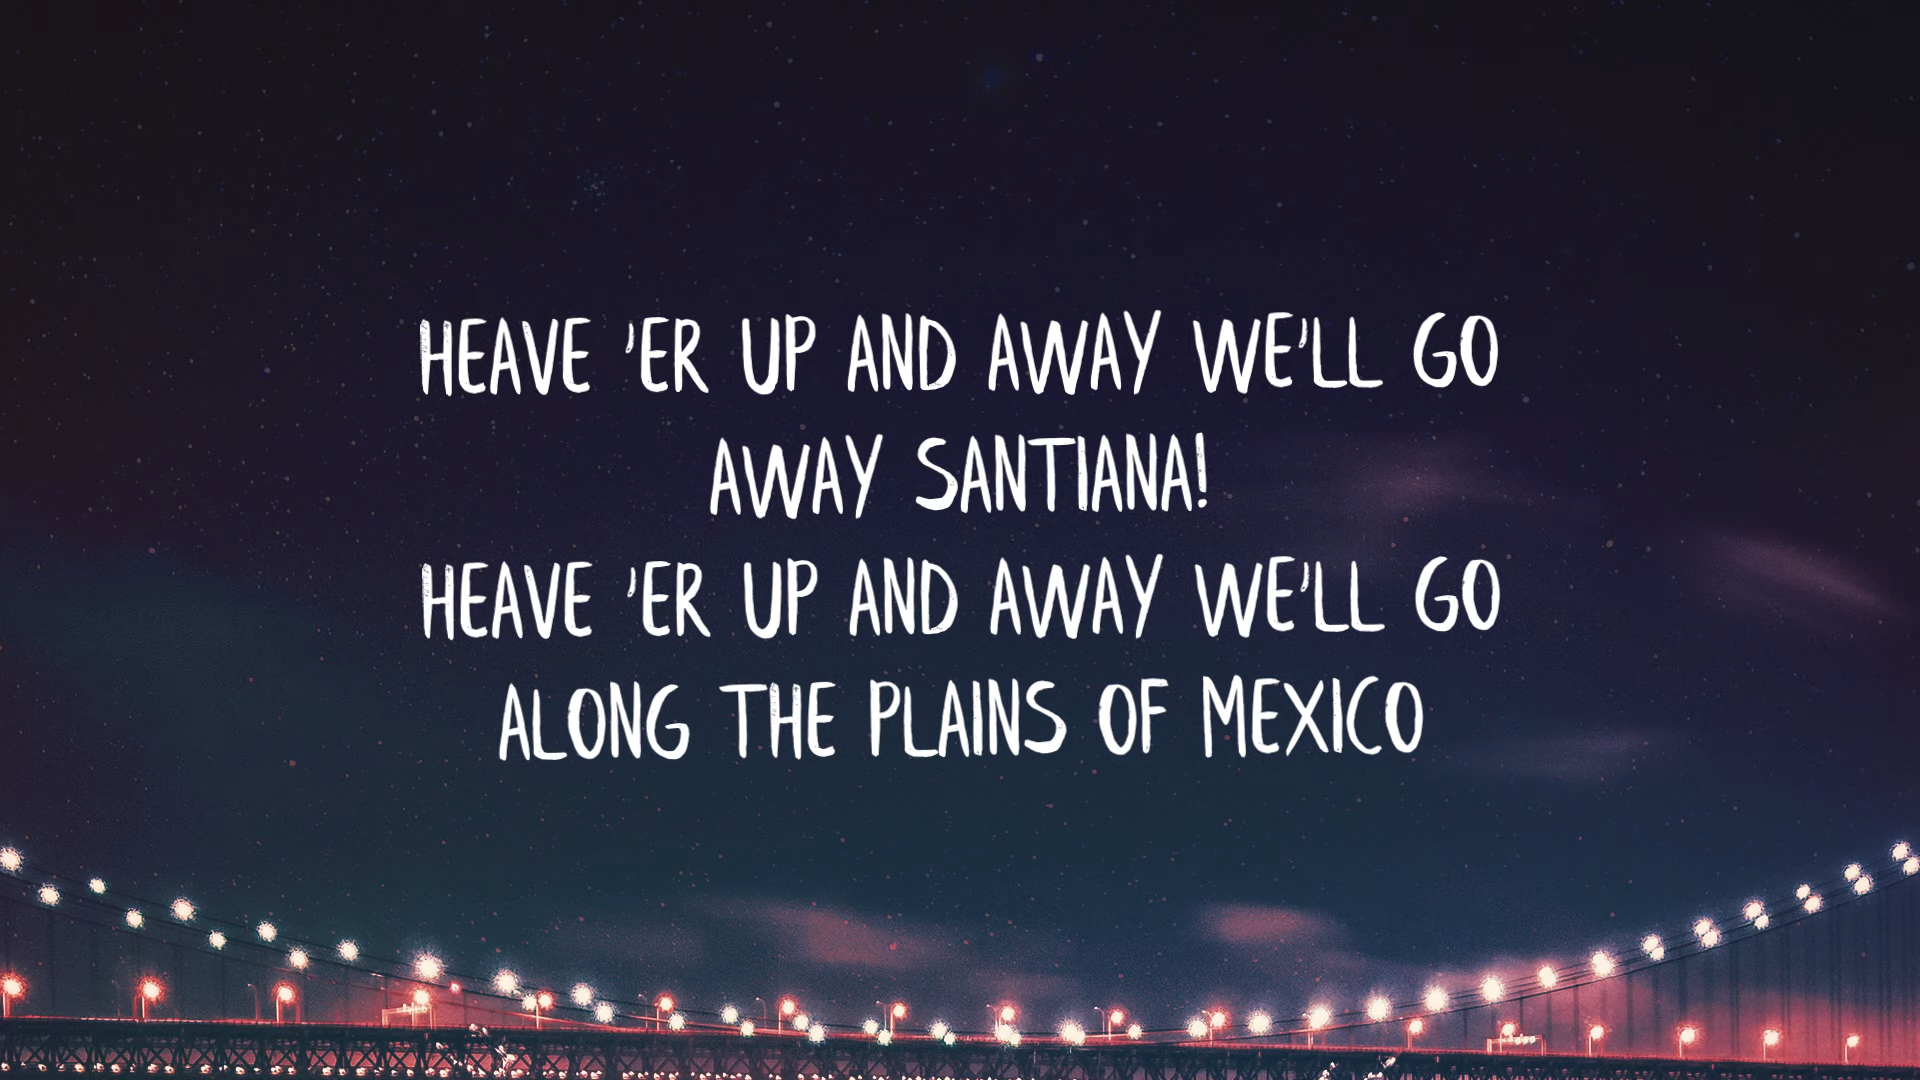 HEAVE 'ER UP AND AWAY WE'LL GO
AWAY SANTIANA!
HEAVE 'ER UP AND AWAY WE'LL GO
ALONG THE PLAINS OF MEXICO